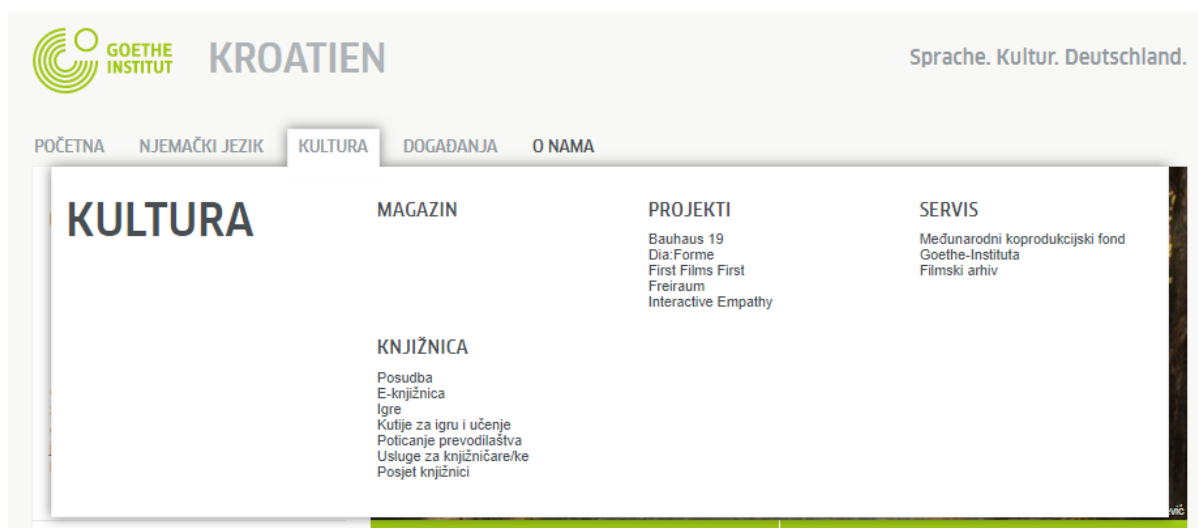 GOETHE
INSTITUT
KROATIEN
Sprache. Kultur. Deutschland.
POČETNA NJEMAČKI JEZIK KULTURA DOGAĐANJA O NAMA
KULTURA
MAGAZIN
PROJEKTI
Bauhaus 19
Dia:Forme
First Films First
Freiraum
Interactive Empathy
SERVIS
Međunarodni koprodukcijski fond
Goethe-Instituta
Filmski arhiv
KNJIŽNICA
Posudba
E-knjižnica
Igre
Kutije za igru i učenje
Poticanje prevodilaštva
Usluge za knjižničare/ke
Posjet knjižnici